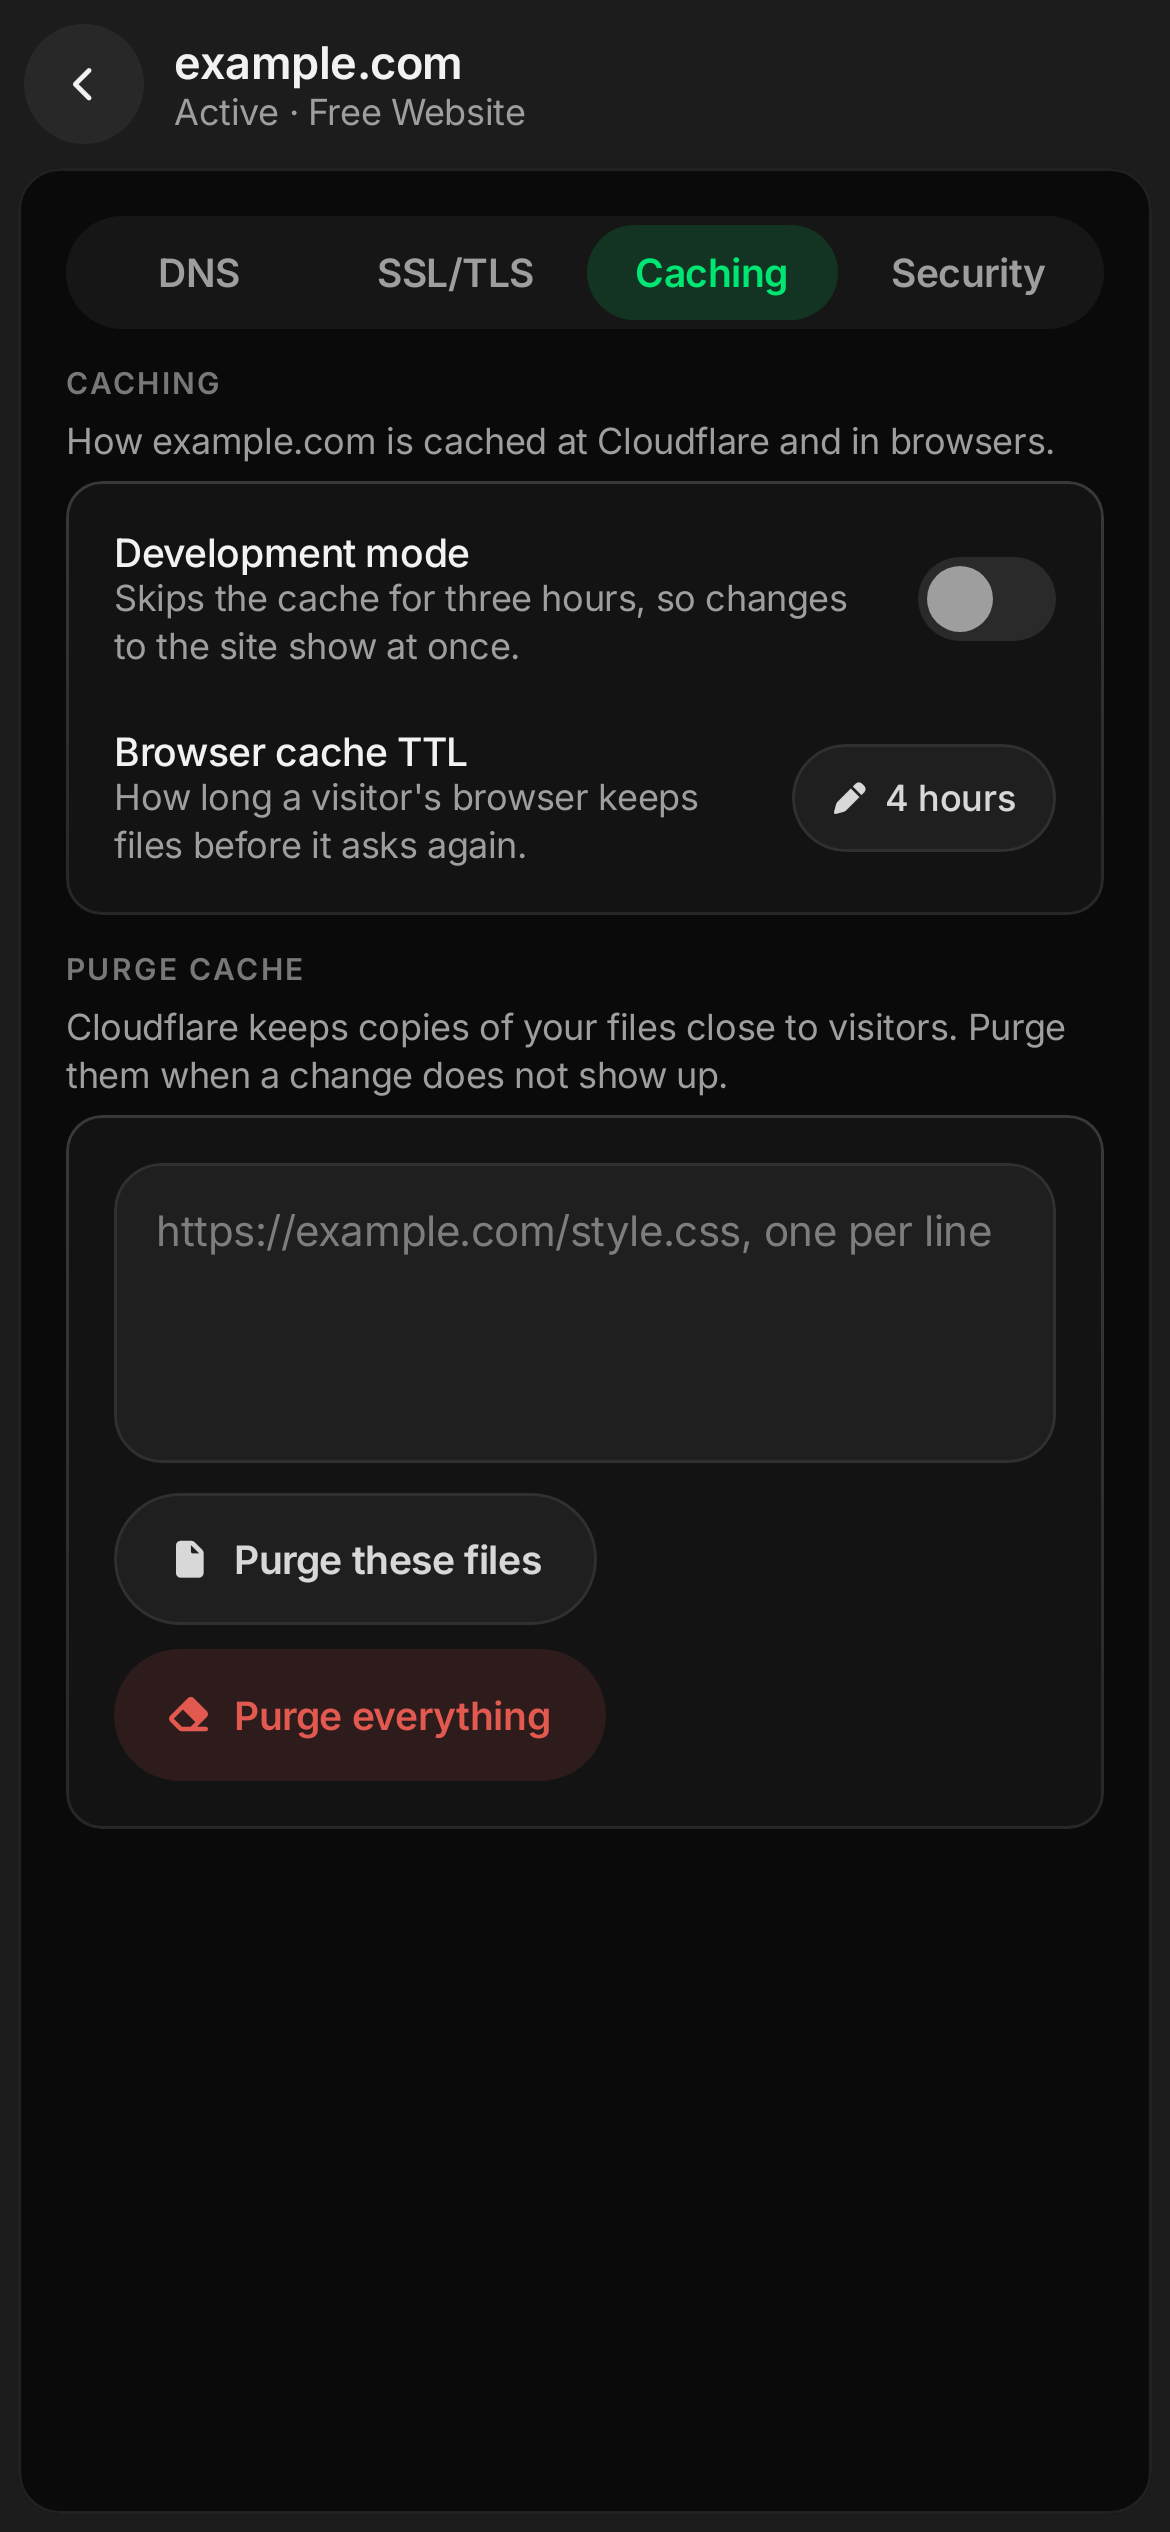 example.com
Active · Free Website
DNS SSL/TLS Caching Security
CACHING
How example.com is cached at Cloudflare and in browsers.
Development mode
Skips the cache for three hours, so changes
to the site show at once.
Browser cache TTL
How long a visitor's browser keeps
files before it asks again.
4 hours
PURGE CACHE
Cloudflare keeps copies of your files close to visitors. Purge
them when a change does not show up.
https://example.com/style.css, one per line
Purge these files
Purge everything